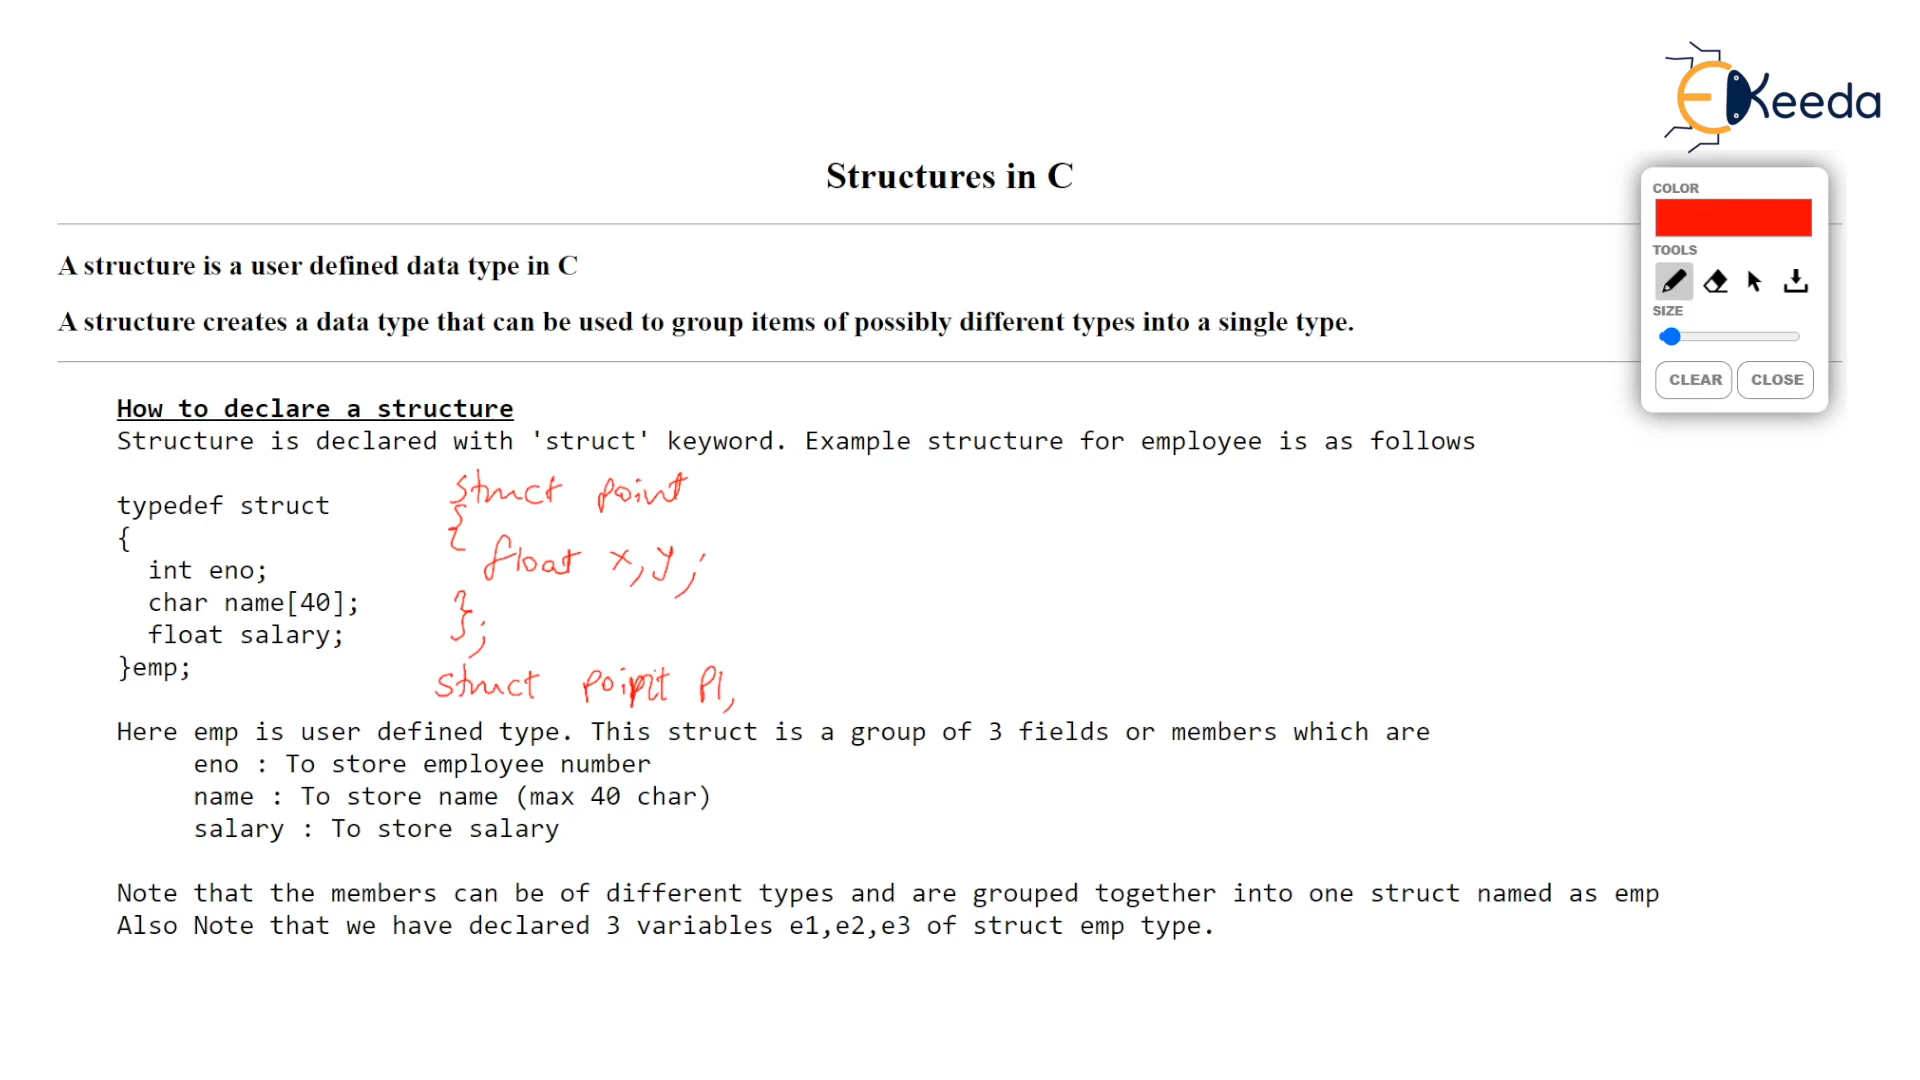 EKeeda
Structures in C
COLOR
TOOLS
SIZE
CLEAR CLOSE
A structure is a user defined data type in C
A structure creates a data type that can be used to group items of possibly different types into a single type.
How to declare a structure
Structure is declared with 'struct' keyword. Example structure for employee is as follows
typedef struct
{
int eno;
char name[40];
float salary;
}emp;
struct point
{
float x,y;
};
struct P1,
Here emp is user defined type. This struct is a group of 3 fields or members which are
eno : To store employee number
name : To store name (max 40 char)
salary : To store salary
Note that the members can be of different types and are grouped together into one struct named as emp
Also Note that we have declared 3 variables e1,e2,e3 of struct emp type.